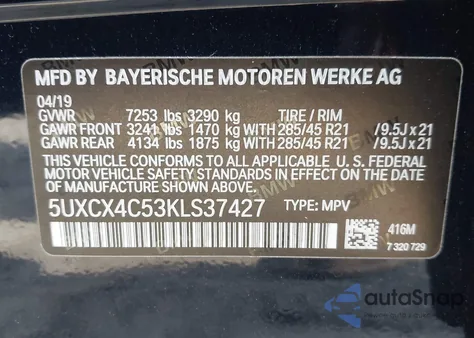 MFD BY BAYERISCHE MOTOREN WERKE AG
04/19
GVWR 7253 lbs 3290 kg TIRE / RIM
GAWR FRONT 3241 lbs 1470 kg WITH 285/45 R21 /9.5J x 21
GAWR REAR 4134 lbs 1875 kg WITH 285/45 R21 /9.5J x 21
THIS VEHICLE CONFORMS TO ALL APPLICABLE U. S. FEDERAL
MOTOR VEHICLE SAFETY AND THEFT PREVENTION STANDARDS
IN EFFECT ON THE DATE OF MANUFACTURE SHOWN ABOVE.
5UXCX4C53KLS37427 TYPE: MPV
416M
7 320 729
autoSnap